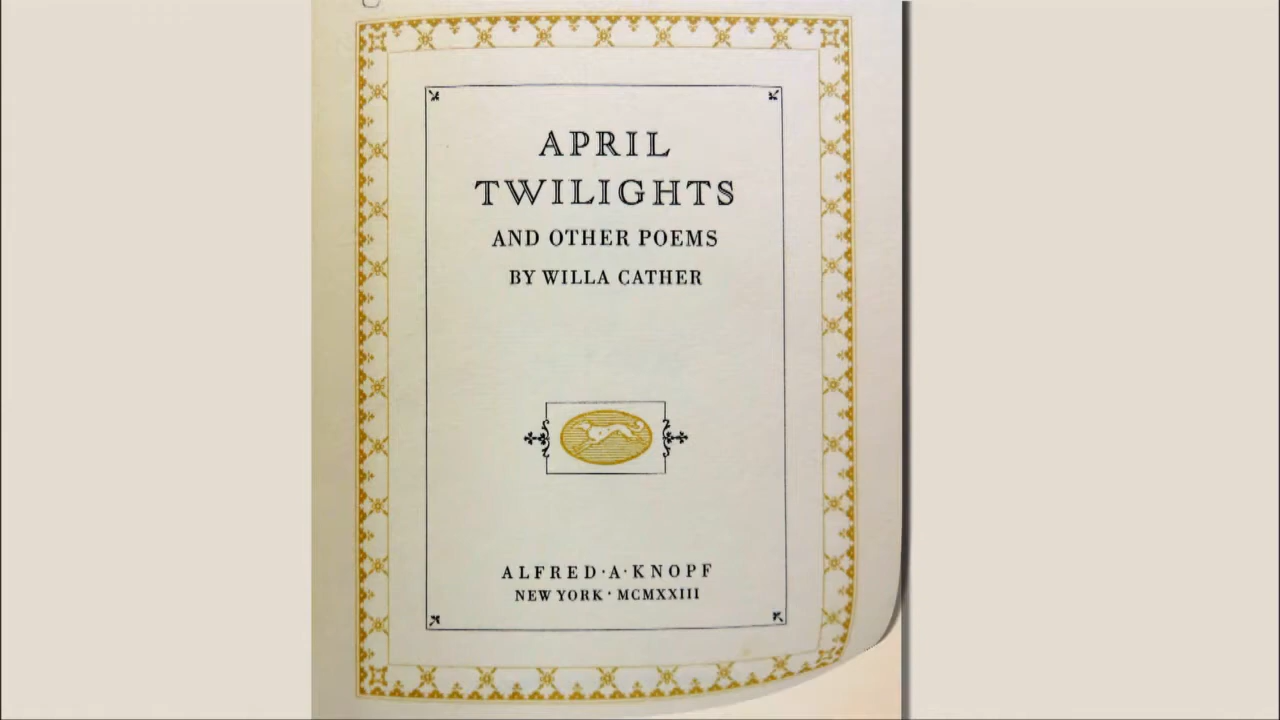 APRIL
TWILIGHTS
AND OTHER POEMS
BY WILLA CATHER
ALFRED·A·KNOPF
NEW YORK · MCMXXIII